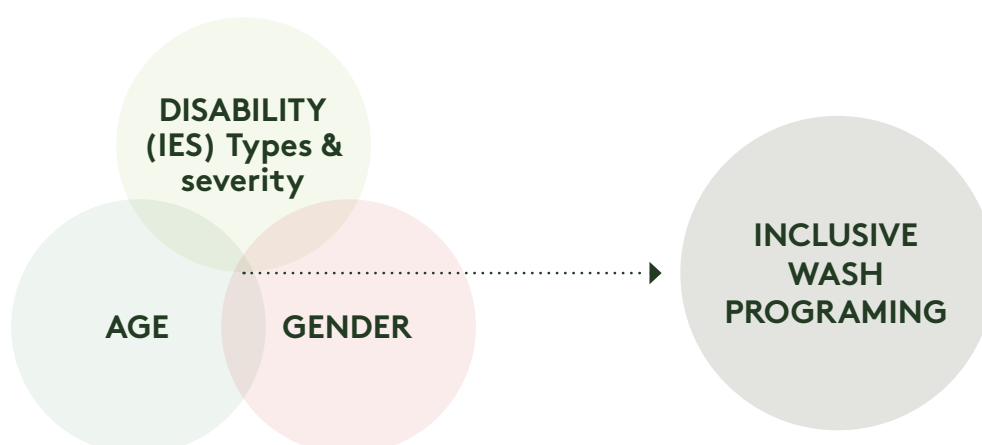 DISABILITY
(IES) Types &
severity
AGE
GENDER
INCLUSIVE
WASH
PROGRAMING